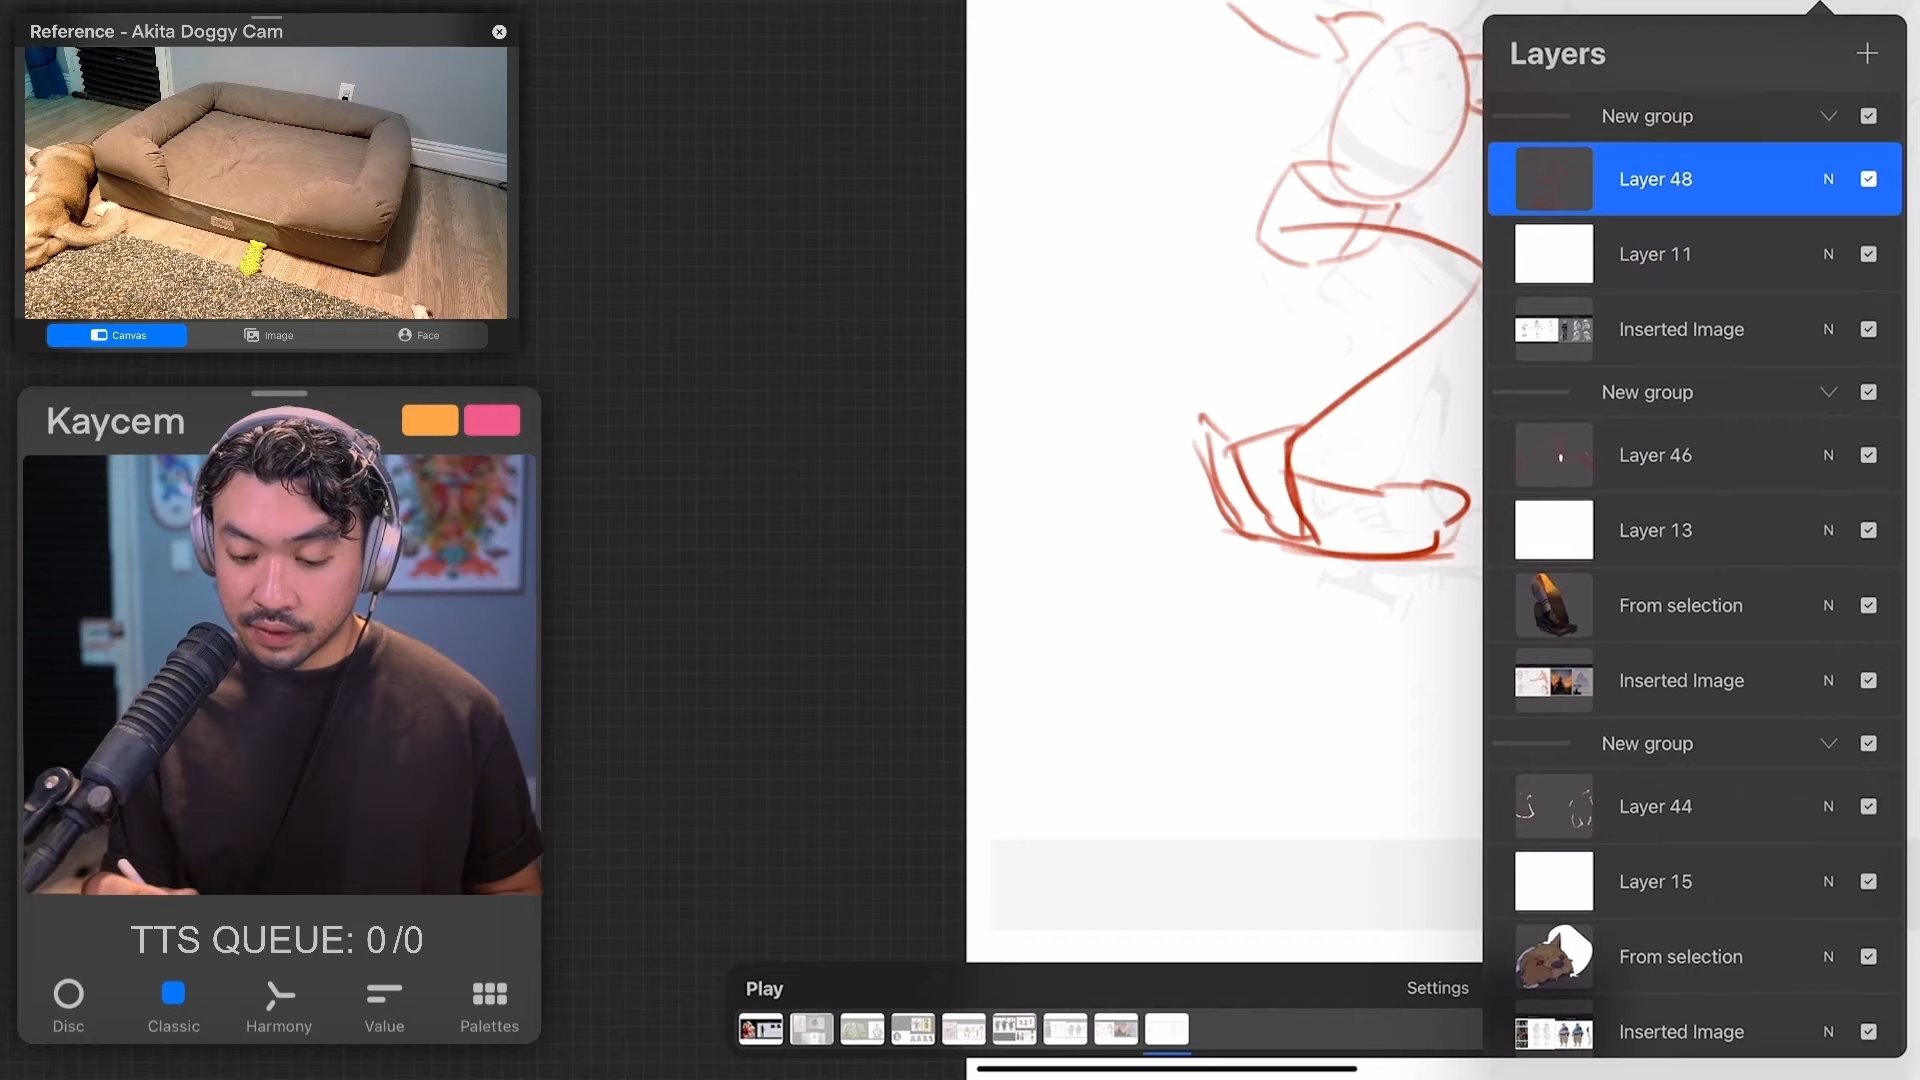 Reference - Akita Doggy Cam
Canvas
Image
Face
Kaycem
TTS QUEUE: 0/0
Disc
Classic
Harmony
Value
Palettes
Play
Settings
Layers
New group
Layer 48 N
Layer 11 N
Inserted Image N
New group
Layer 46 N
Layer 13 N
From selection N
Inserted Image N
New group
Layer 44 N
Layer 15 N
From selection N
Inserted Image N